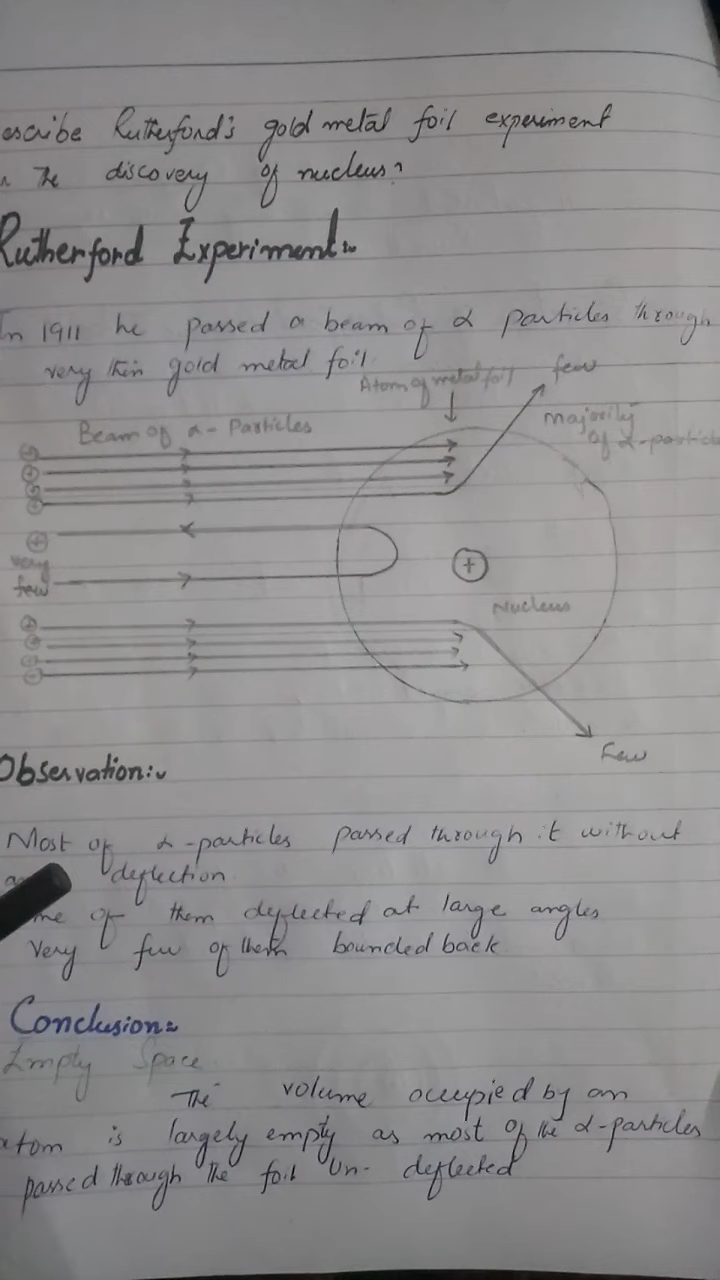 escribe Rutherford's gold metal foil experiment
The discovery of nucleus?
Rutherford Experiment:
In 1911 he passed a beam of α particles through
very thin gold metal foil
Atom of metal foil
few
Beam of α- Particles
Majority
of α-particl
very
few
+
Nucleus
Few
Observation:
Most of α-particles passed through it without
deflection
me of them deflected at large angles
Very few of them bounded back
Conclusion:
Empty Space
The volume occupied by an
atom is largely empty as most of the α-particles
passed through the foil Un- deflected